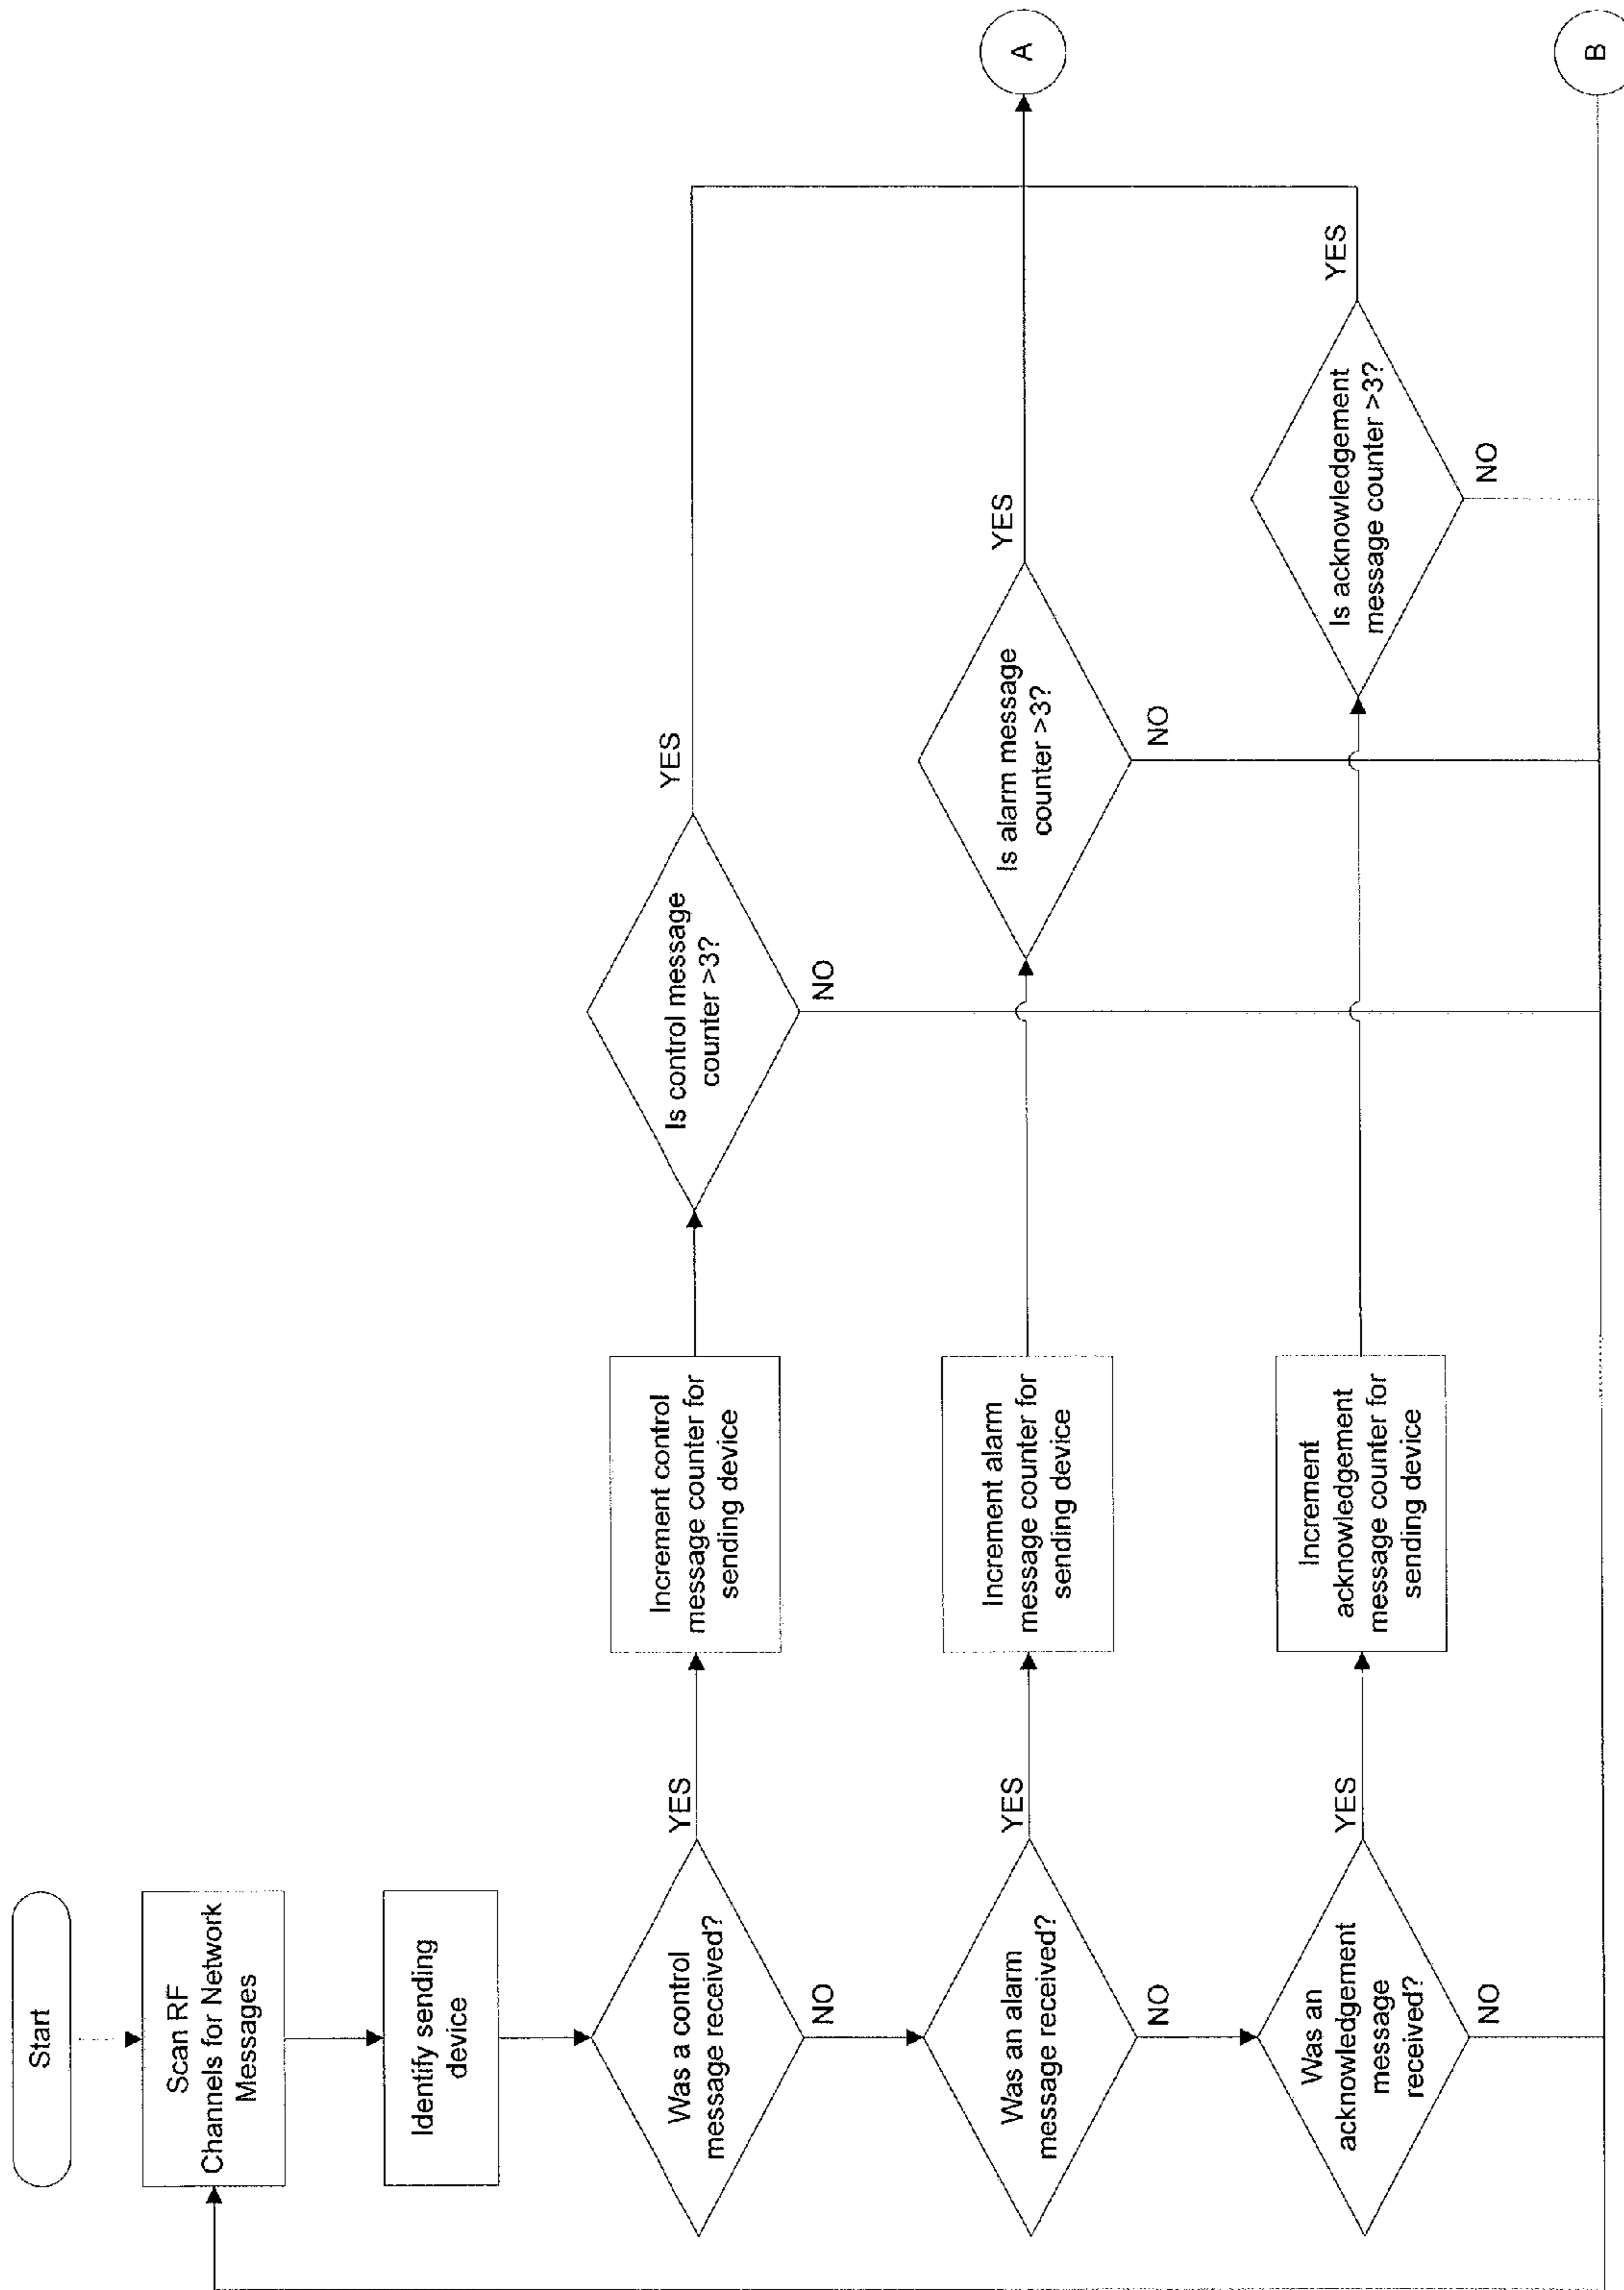 Start
Scan RF
Channels for Network
Messages
Identify sending
device
Was a control
message received?
YES
NO
Increment control
message counter for
sending device
Is control message
counter >3?
YES
NO
Was an alarm
message received?
YES
NO
Increment alarm
message counter for
sending device
Is alarm message
counter >3?
YES
NO
A
Was an
acknowledgement
message
received?
YES
NO
Increment
acknowledgement
message counter for
sending device
Is acknowledgement
message counter >3?
YES
NO
B